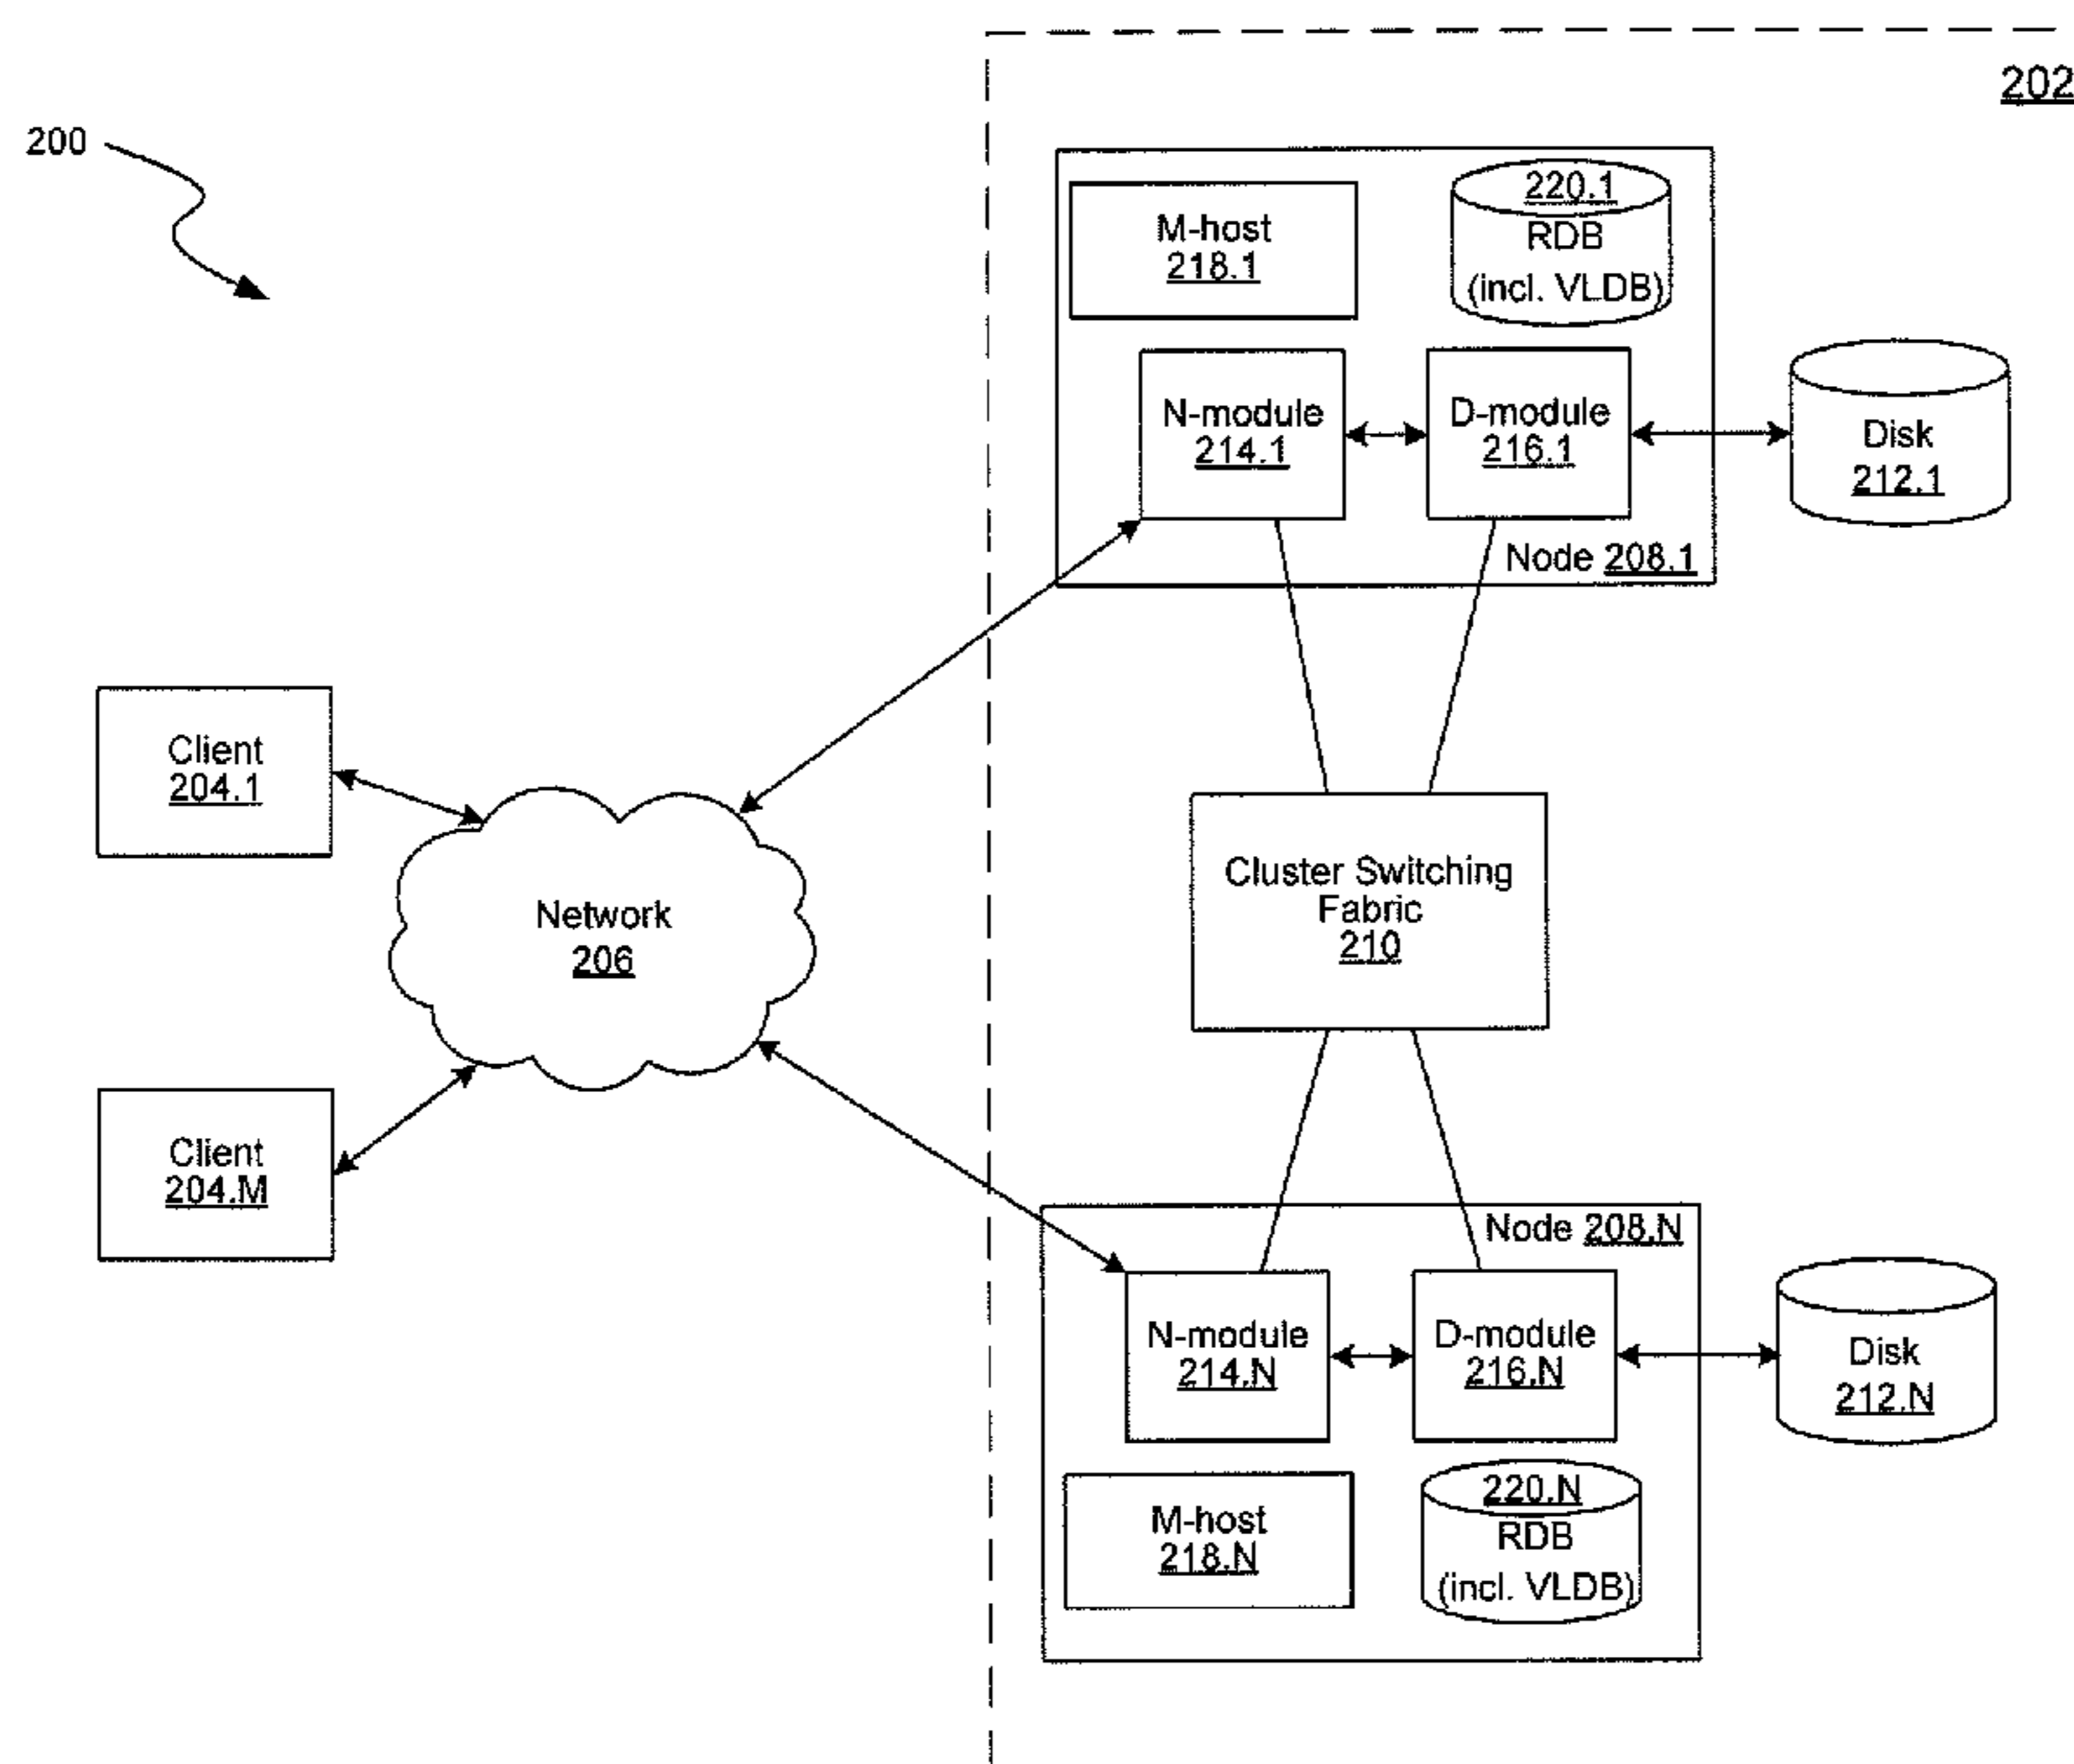 202
200
220.1
RDB
(incl. VLDB)
M-host
218.1
N-module
214.1
D-module
216.1
Disk
212.1
Node 208.1
Client
204.1
Network
206
Cluster Switching
Fabric
210
Client
204.M
Node 208.N
N-module
214.N
D-module
216.N
Disk
212.N
M-host
218.N
220.N
RDB
(incl. VLDB)